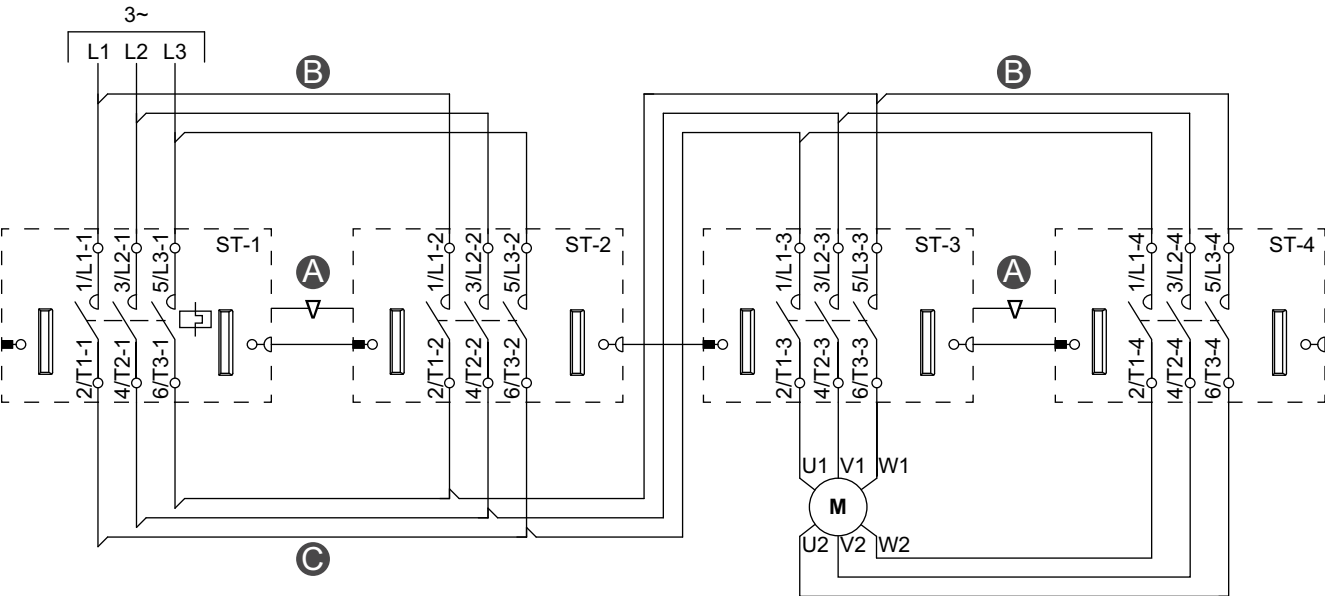 3~
L1 L2 L3
B B
ST-1 ST-2 ST-3 ST-4
1/L1-1 3/L2-1 5/L3-1 1/L1-2 3/L2-2 5/L3-2 1/L1-3 3/L2-3 5/L3-3 1/L1-4 3/L2-4 5/L3-4
A A
2/T1-1 4/T2-1 6/T3-1 2/T1-2 4/T2-2 6/T3-2 2/T1-3 4/T2-3 6/T3-3 2/T1-4 4/T2-4 6/T3-4
U1 V1 W1
M
U2 V2 W2
C